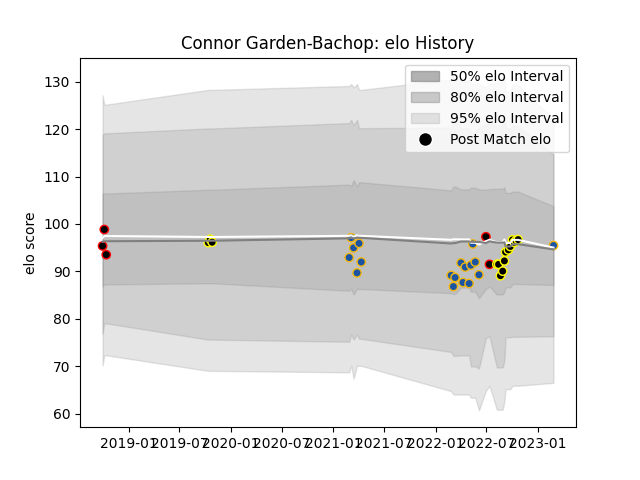 Connor Garden-Bachop: elo History
50% elo Interval
80% elo Interval
95% elo Interval
Post Match elo
elo score
130
120
110
100
90
80
70
60
2019-01 2019-07 2020-01 2020-07 2021-01 2021-07 2022-01 2022-07 2023-01